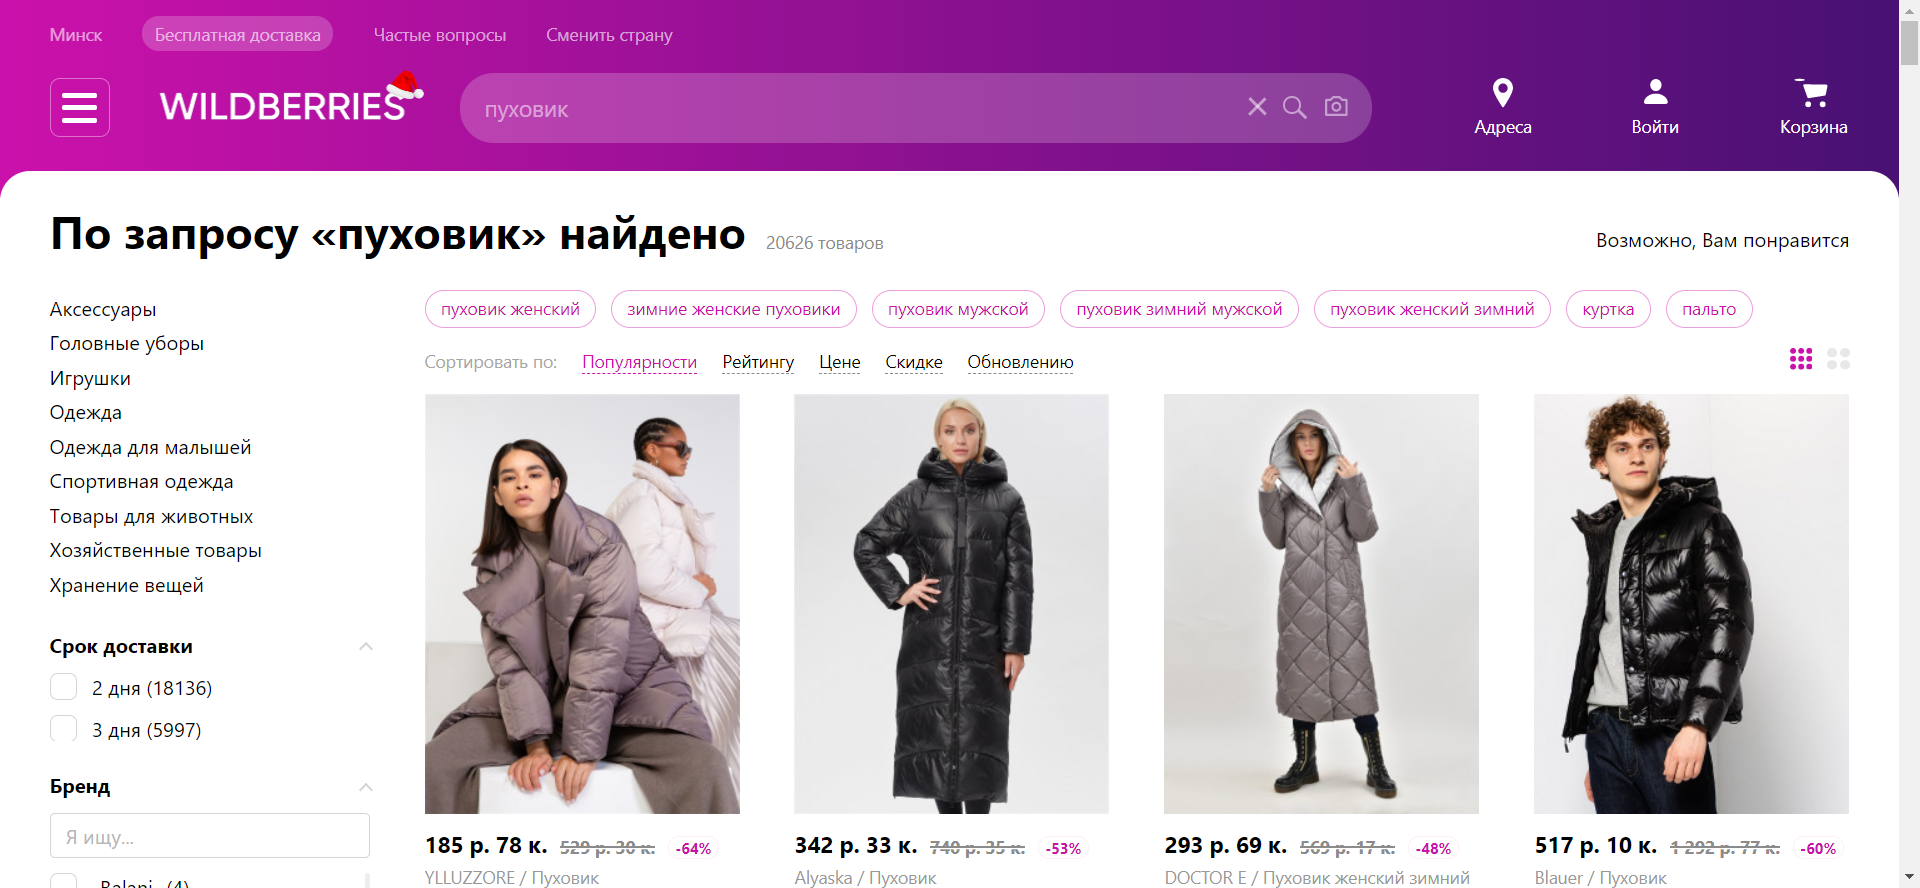 Минск
Бесплатная доставка
Частые вопросы
Сменить страну
WILDBERRIES
пуховик
Адреса
Войти
Корзина
По запросу «пуховик» найдено
20626 товаров
Возможно, Вам понравится
Аксессуары
Головные уборы
Игрушки
Одежда
Одежда для малышей
Спортивная одежда
Товары для животных
Хозяйственные товары
Хранение вещей
Срок доставки
2 дня (18136)
3 дня (5997)
Бренд
Я ищу...
Balani (4)
пуховик женский
зимние женские пуховики
пуховик мужской
пуховик зимний мужской
пуховик женский зимний
куртка
пальто
Сортировать по: Популярности Рейтингу Цене Скидке Обновлению
185 р. 78 к. 529 р. 30 к. -64%
YLLUZZORE / Пуховик
342 р. 33 к. 740 р. 35 к. -53%
Alyaska / Пуховик
293 р. 69 к. 569 р. 17 к. -48%
DOCTOR E / Пуховик женский зимний
517 р. 10 к. 1 292 р. 77 к. -60%
Blauer / Пуховик